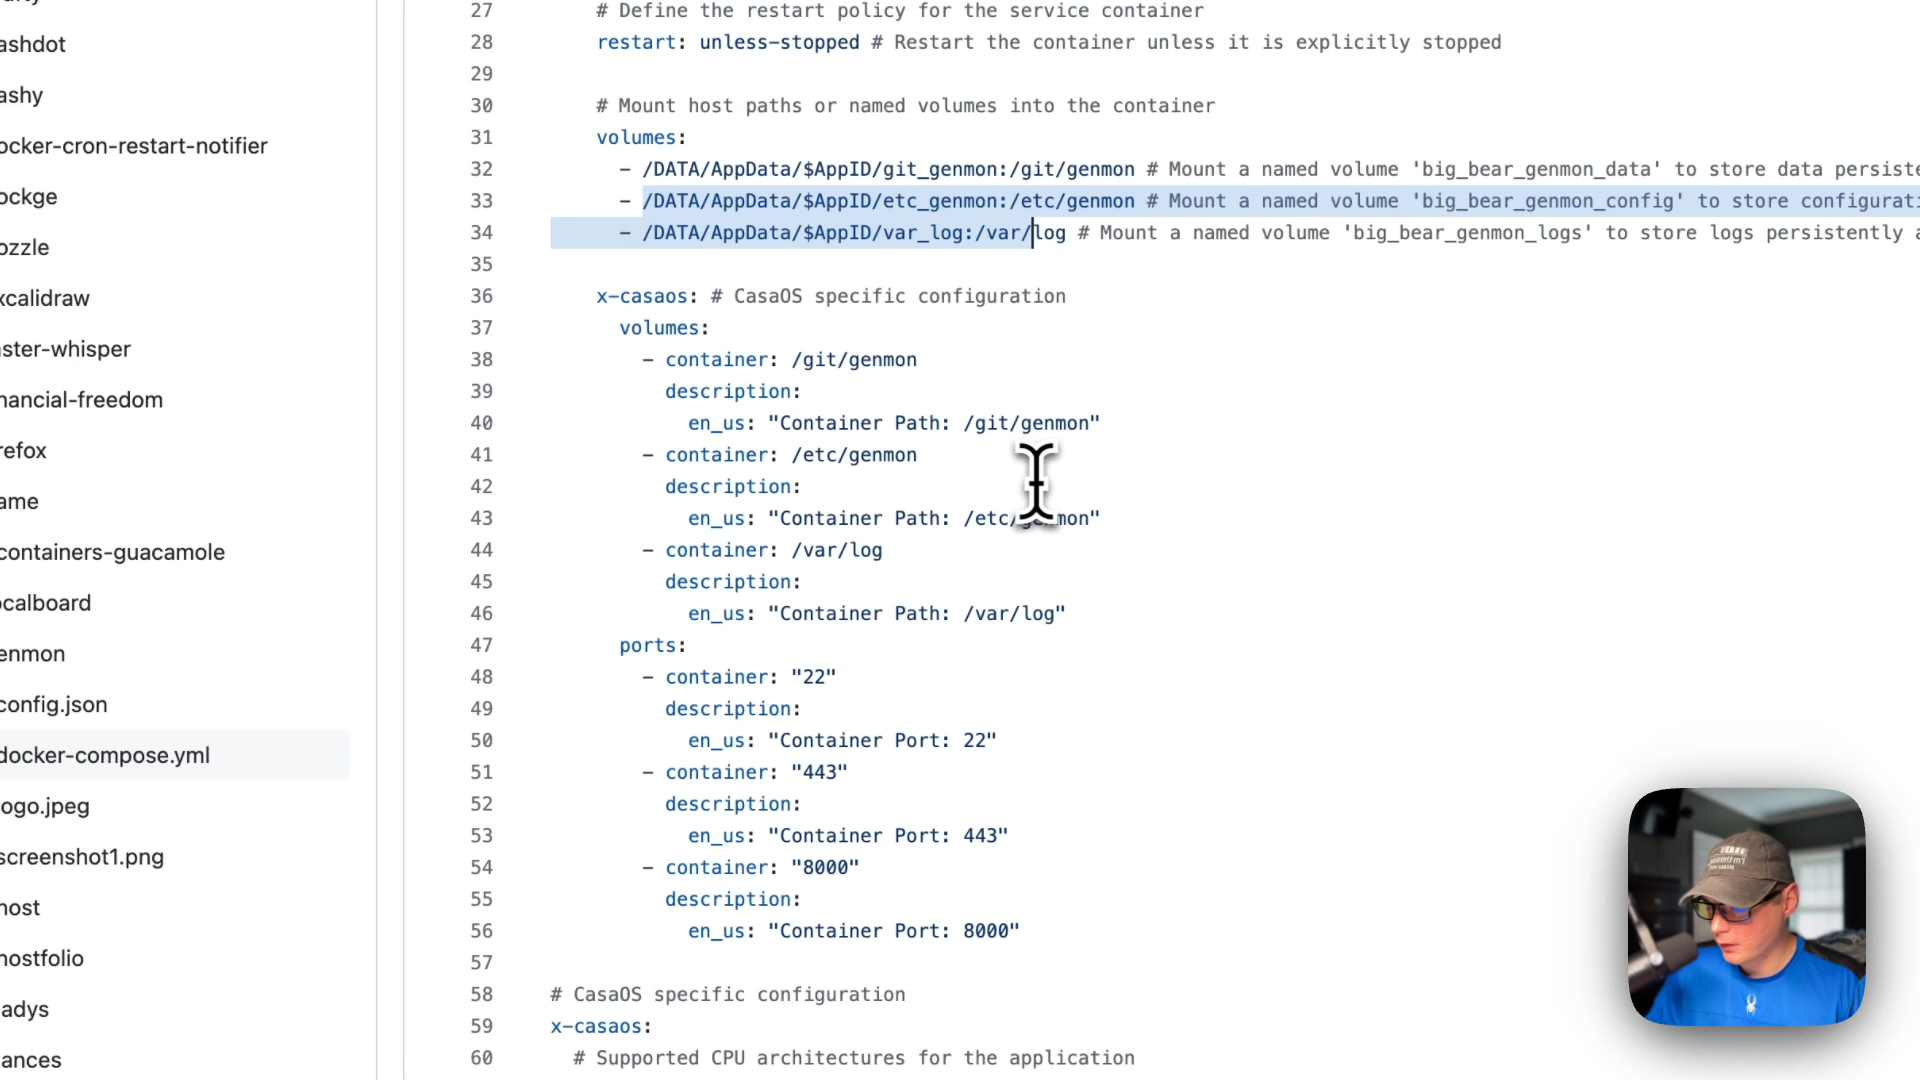 ashdot
ashy
ocker-cron-restart-notifier
ockge
ozzle
xcalidraw
ster-whisper
nancial-freedom
refox
ame
containers-guacamole
ocalboard
enmon
config.json
docker-compose.yml
ogo.jpeg
screenshot1.png
host
hostfolio
adys
ances
27 # Define the restart policy for the service container
28 restart: unless-stopped # Restart the container unless it is explicitly stopped
29
30 # Mount host paths or named volumes into the container
31 volumes:
32 - /DATA/AppData/$AppID/git_genmon:/git/genmon # Mount a named volume 'big_bear_genmon_data' to store data persiste
33 - /DATA/AppData/$AppID/etc_genmon:/etc/genmon # Mount a named volume 'big_bear_genmon_config' to store configurati
34 - /DATA/AppData/$AppID/var_log:/var/log # Mount a named volume 'big_bear_genmon_logs' to store logs persistently a
35
36 x-casaos: # CasaOS specific configuration
37 volumes:
38 - container: /git/genmon
39 description:
40 en_us: "Container Path: /git/genmon"
41 - container: /etc/genmon
42 description:
43 en_us: "Container Path: /etc/genmon"
44 - container: /var/log
45 description:
46 en_us: "Container Path: /var/log"
47 ports:
48 - container: "22"
49 description:
50 en_us: "Container Port: 22"
51 - container: "443"
52 description:
53 en_us: "Container Port: 443"
54 - container: "8000"
55 description:
56 en_us: "Container Port: 8000"
57
58 # CasaOS specific configuration
59 x-casaos:
60 # Supported CPU architectures for the application